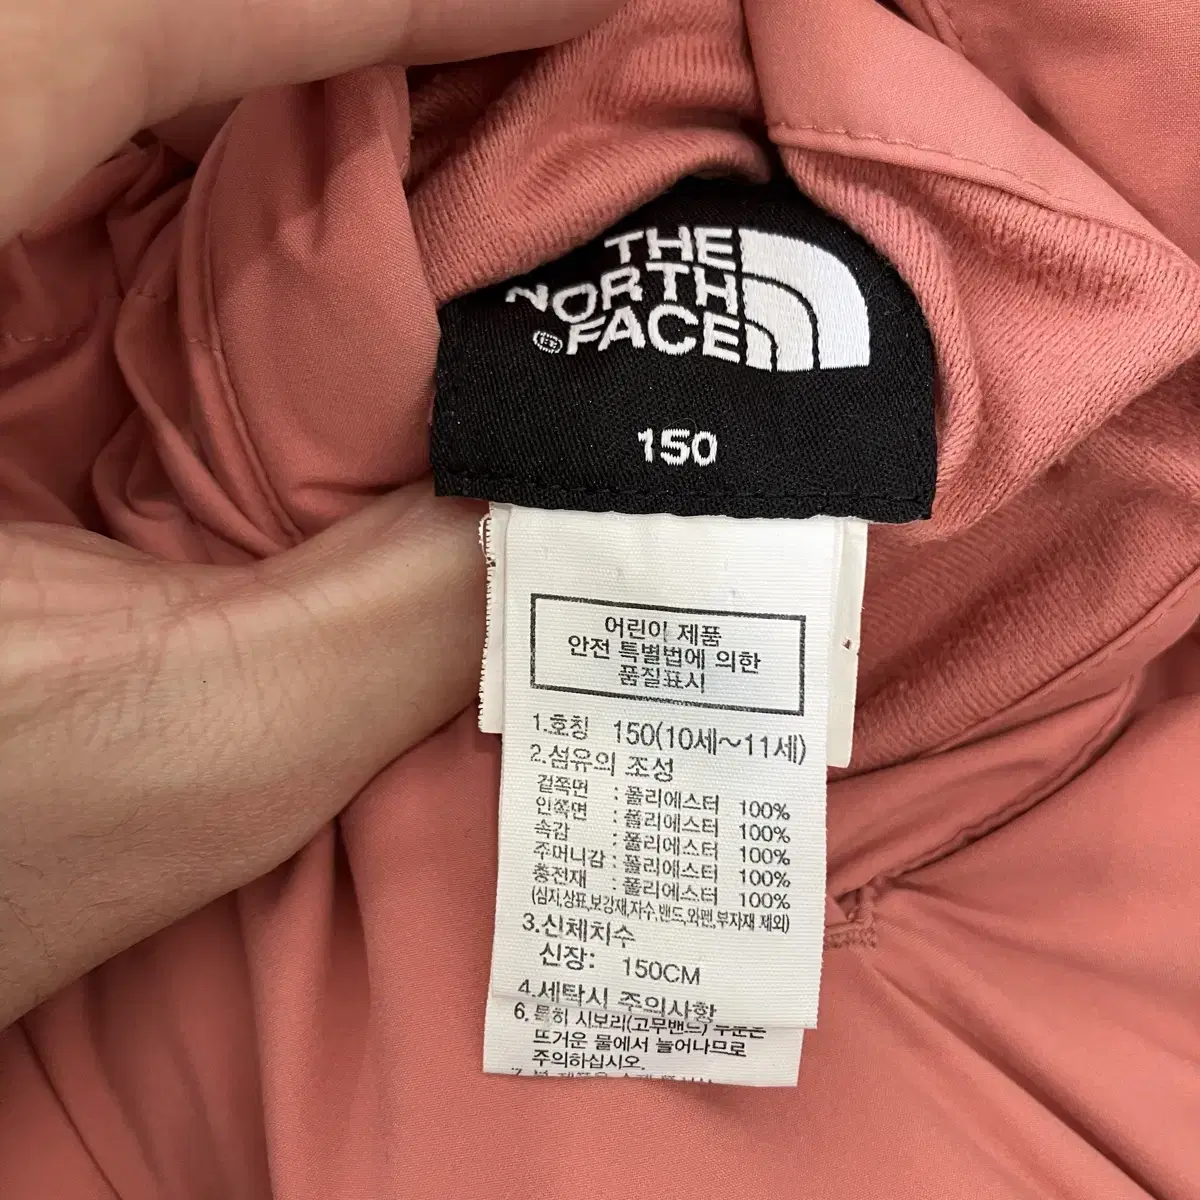 THE
NORTH
FACE
150
어린이 제품
안전 특별법에 의한
품질표시
1.호칭 150(10세~11세)
2.섬유의 조성
겉쪽면 : 폴리에스터 100%
안쪽면 : 폴리에스터 100%
속감 : 폴리에스터 100%
주머니감 : 폴리에스터 100%
충전재 : 폴리에스터 100%
(심지,상표,보강재,자수,밴드,와펜,부자재 제외)
3.신체치수
신장: 150CM
4.세탁시 주의사항
6.특히 시보리(고무밴드) 부분은
뜨거운 물에서 늘어나므로
주의하십시오.